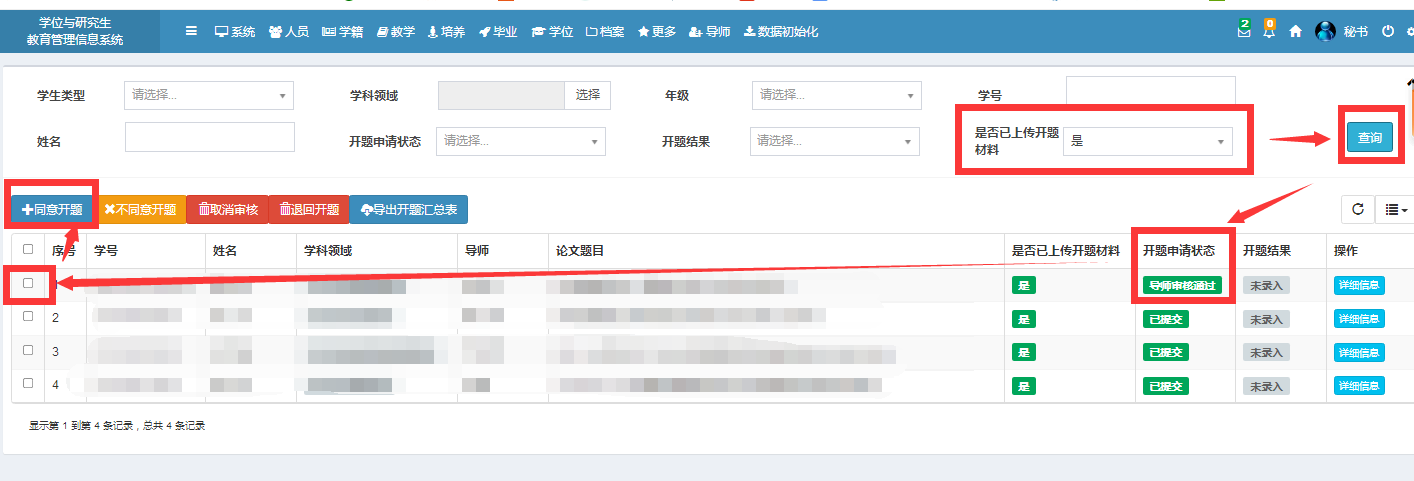 学位与研究生
教育管理信息系统
系统 人员 学籍 教学 培养 毕业 学位 档案 更多 导师 数据初始化
2 0 秘书
学生类型 请选择... 学科领域 选择 年级 请选择... 学号
姓名 开题申请状态 请选择... 开题结果 请选择... 是否已上传开题
材料 是 查询
同意开题 不同意开题 取消审核 退回开题 导出开题汇总表
序号 学号 姓名 学科领域 导师 论文题目 是否已上传开题材料 开题申请状态 开题结果 操作
是 导师审核通过 未录入 详细信息
2 是 已提交 未录入 详细信息
3 是 已提交 未录入 详细信息
4 是 已提交 未录入 详细信息
显示第 1 到第 4 条记录，总共 4 条记录